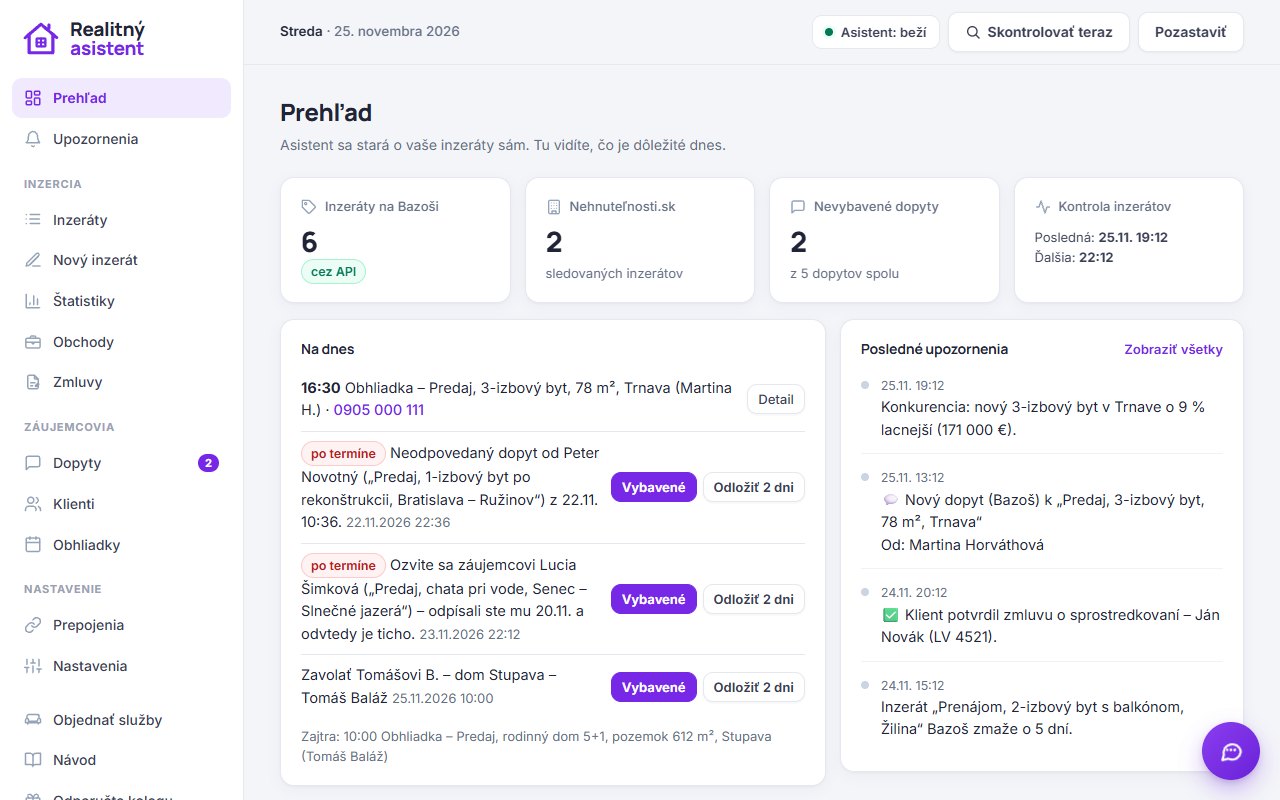 Realitný
asistent
Prehľad
Upozornenia
INZERCIA
Inzeráty
Nový inzerát
Štatistiky
Obchody
Zmluvy
ZÁUJEMCOVIA
Dopyty 2
Klienti
Obhliadky
NASTAVENIE
Prepojenia
Nastavenia
Objednať služby
Návod
Odporučte kolegu
Streda · 25. novembra 2026
Asistent: beží
Skontrolovať teraz
Pozastaviť
Prehľad
Asistent sa stará o vaše inzeráty sám. Tu vidíte, čo je dôležité dnes.
Inzeráty na Bazoši
6
cez API
Nehnuteľnosti.sk
2
sledovaných inzerátov
Nevybavené dopyty
2
z 5 dopytov spolu
Kontrola inzerátov
Posledná: 25.11. 19:12
Ďalšia: 22:12
Na dnes
16:30 Obhliadka – Predaj, 3-izbový byt, 78 m², Trnava (Martina
H.) · 0905 000 111
Detail
po termíne Neodpovedaný dopyt od Peter
Novotný („Predaj, 1-izbový byt po
rekonštrukcii, Bratislava – Ružinov“) z 22.11.
10:36. 22.11.2026 22:36
Vybavené
Odložiť 2 dni
po termíne Ozvite sa záujemcovi Lucia
Šimková („Predaj, chata pri vode, Senec –
Slnečné jazerá“) – odpísali ste mu 20.11. a
odvtedy je ticho. 23.11.2026 22:12
Vybavené
Odložiť 2 dni
Zavolať Tomášovi B. – dom Stupava –
Tomáš Baláž 25.11.2026 10:00
Vybavené
Odložiť 2 dni
Zajtra: 10:00 Obhliadka – Predaj, rodinný dom 5+1, pozemok 612 m², Stupava
(Tomáš Baláž)
Posledné upozornenia
Zobraziť všetky
25.11. 19:12
Konkurencia: nový 3-izbový byt v Trnave o 9 %
lacnejší (171 000 €).
25.11. 13:12
Nový dopyt (Bazoš) k „Predaj, 3-izbový byt,
78 m², Trnava“
Od: Martina Horváthová
24.11. 20:12
Klient potvrdil zmluvu o sprostredkovaní – Ján
Novák (LV 4521).
24.11. 15:12
Inzerát „Prenájom, 2-izbový byt s balkónom,
Žilina“ Bazoš zmaže o 5 dní.